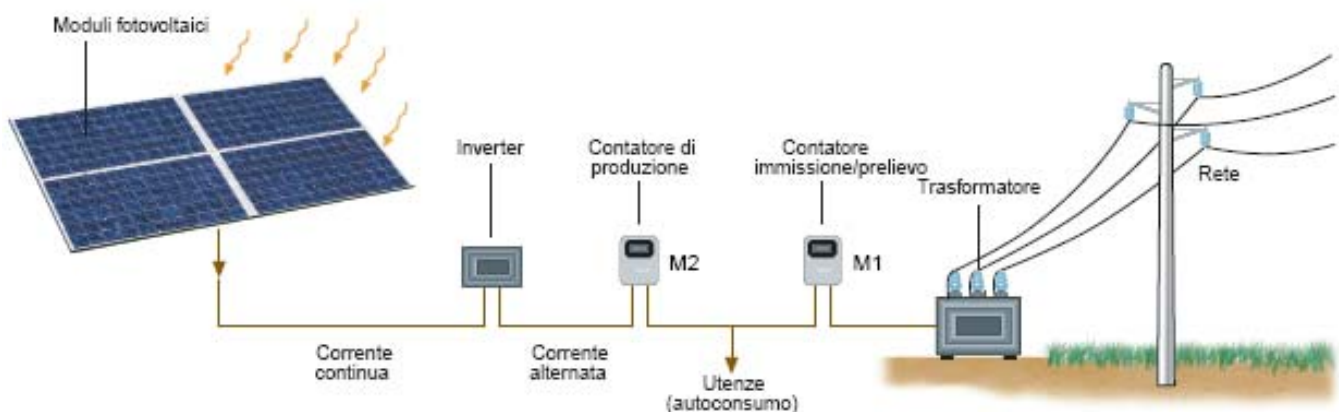 Moduli fotovoltaici
Inverter
Contatore di
produzione
Contatore
immissione/prelievo
Trasformatore
Rete
M2
M1
Corrente
continua
Corrente
alternata
Utenze
(autoconsumo)